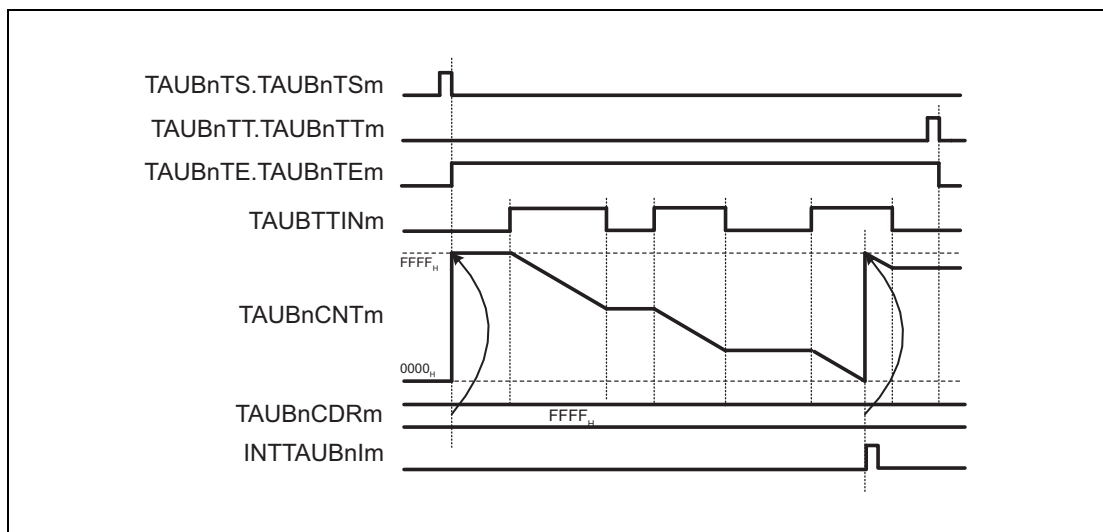 TAUBnTS.TAUBnTSm
TAUBnTT.TAUBnTTm
TAUBnTE.TAUBnTEm
TAUBTTINm
FFFFH
TAUBnCNTm
0000H
TAUBnCDRm
FFFFH
INTTAUBnIm